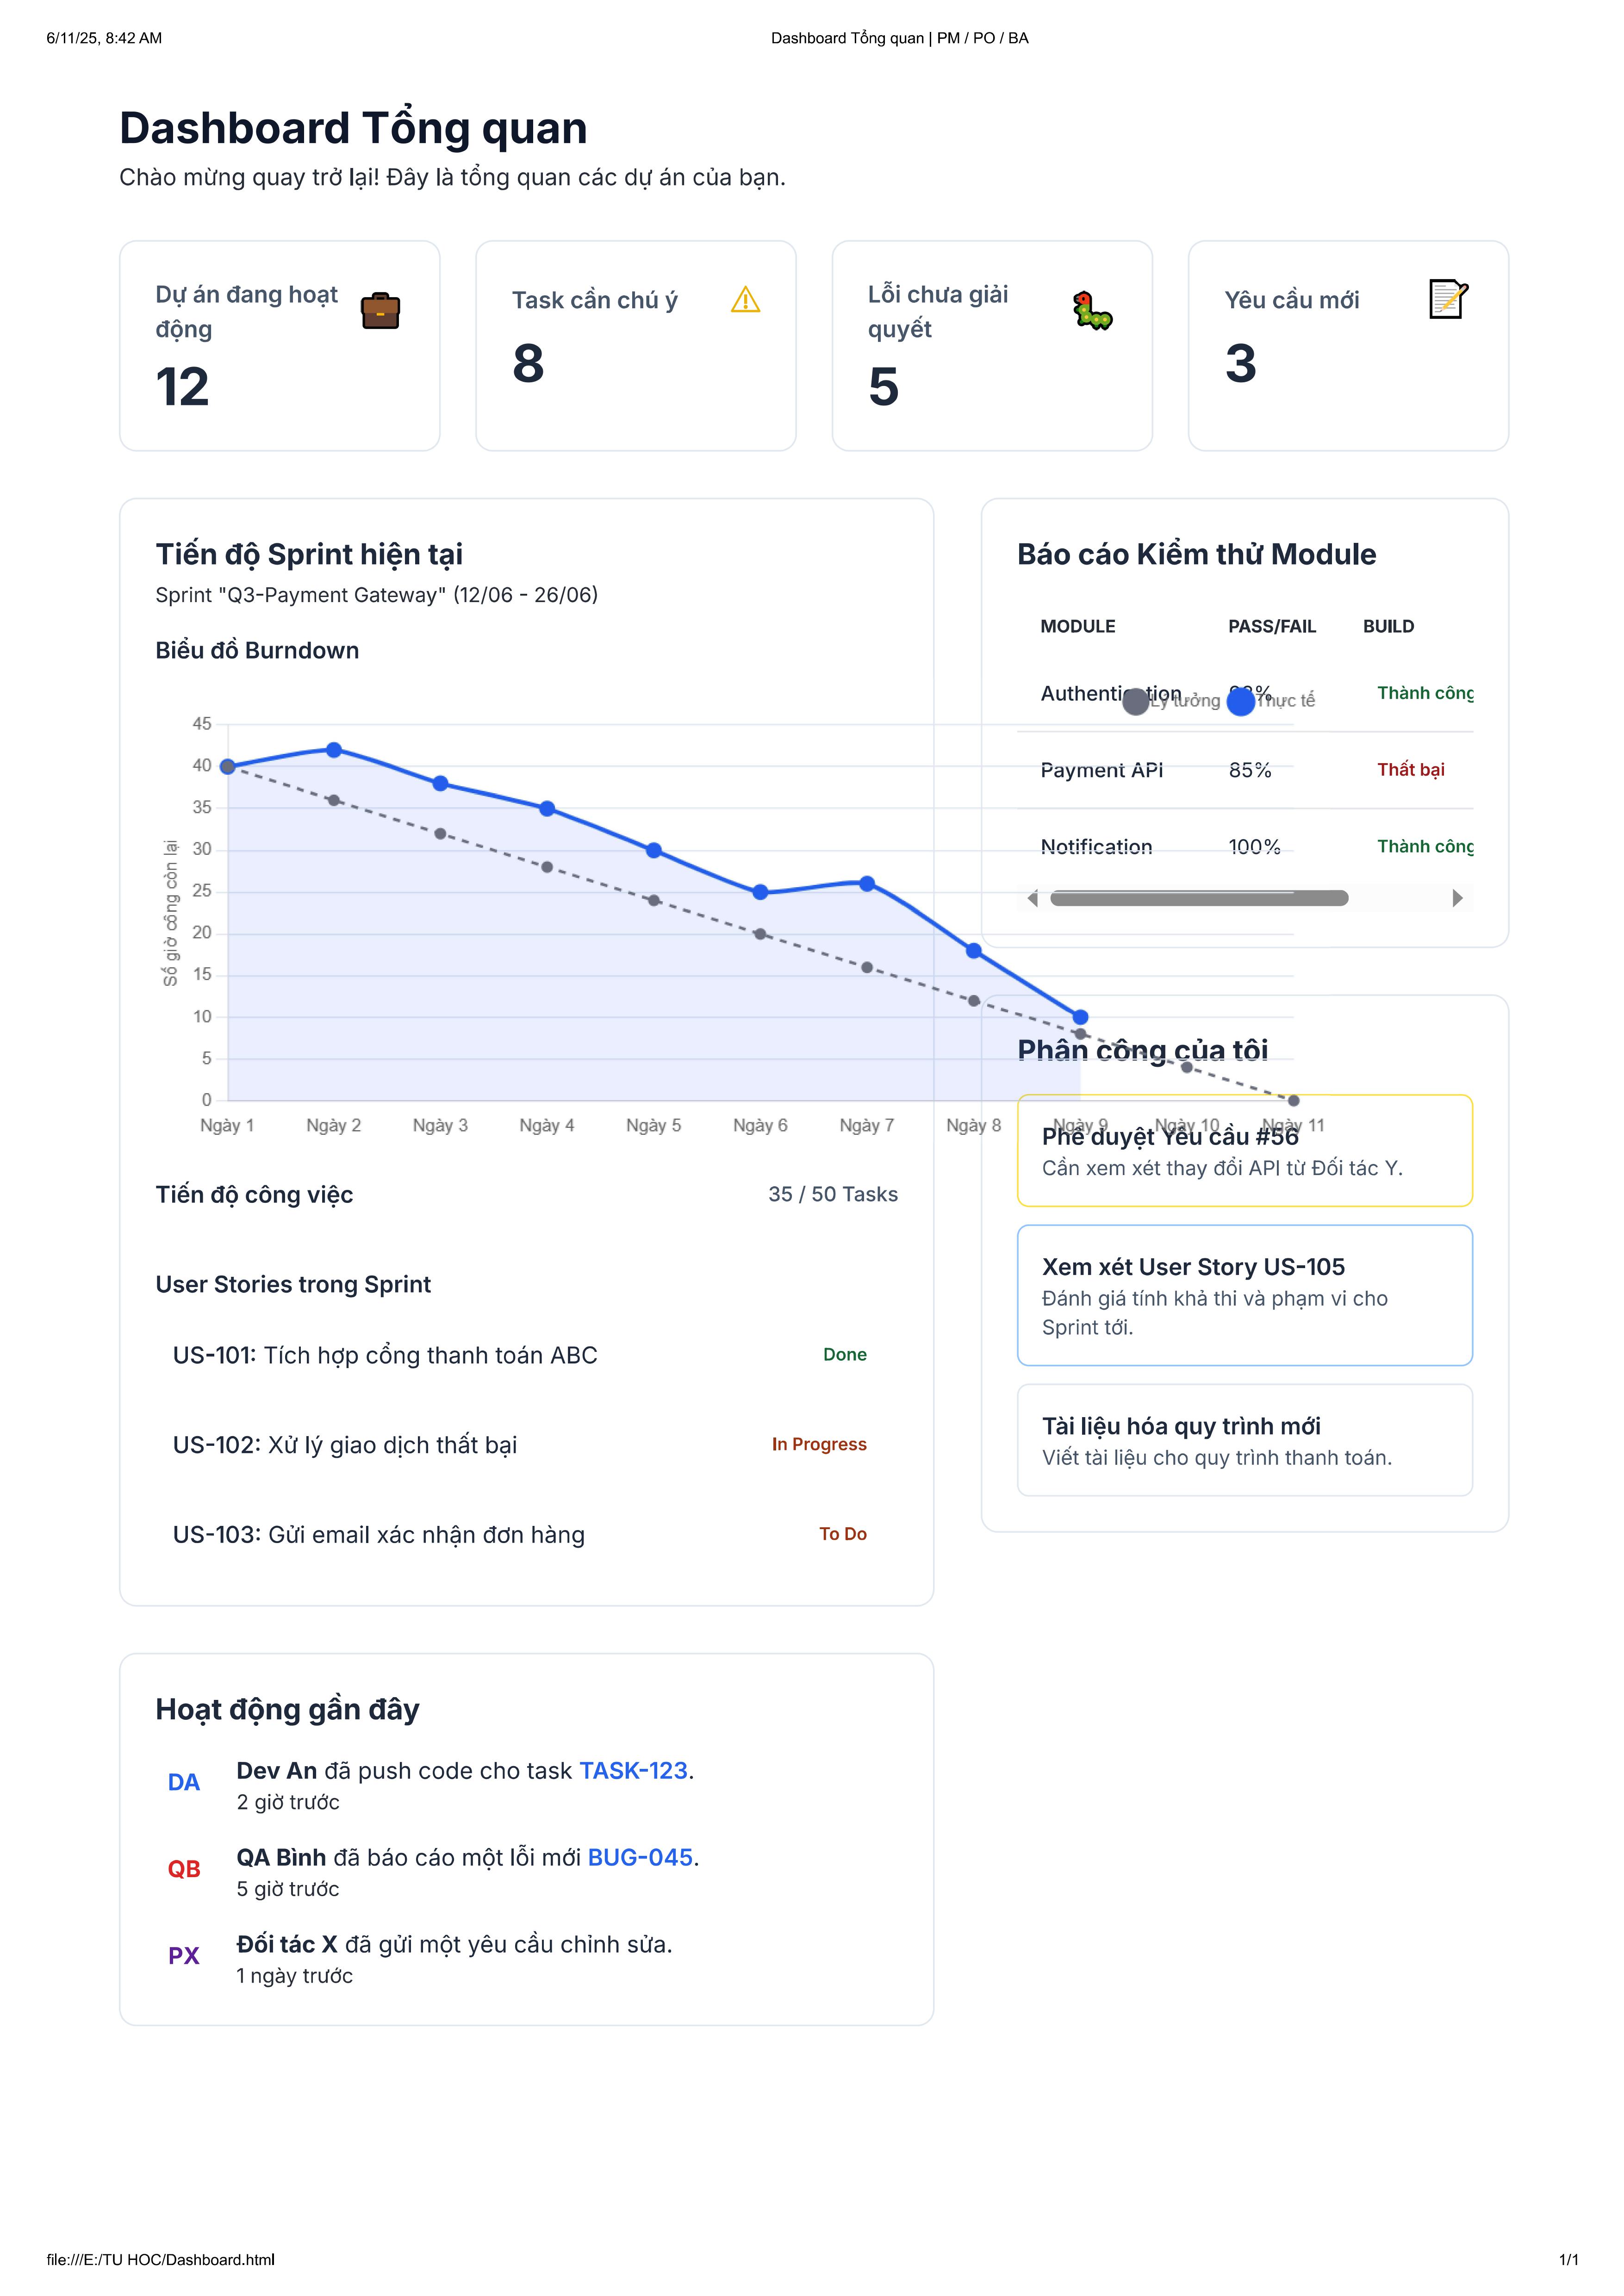 6/11/25, 8:42 AM
Dashboard Tổng quan | PM / PO / BA
Dashboard Tổng quan
Chào mừng quay trở lại! Đây là tổng quan các dự án của bạn.
Dự án đang hoạt
động
12
Task cần chú ý
8
Lỗi chưa giải
quyết
5
Yêu cầu mới
3
Tiến độ Sprint hiện tại
Sprint "Q3-Payment Gateway" (12/06 - 26/06)
Biểu đồ Burndown
45
40
35
30
25
20
15
10
5
0
Số giờ công còn lại
Ngày 1
Ngày 2
Ngày 3
Ngày 4
Ngày 5
Ngày 6
Ngày 7
Ngày 8
Ngày 9
Ngày 10
Ngày 11
Lý tưởng
Thực tế
Tiến độ công việc
35 / 50 Tasks
User Stories trong Sprint
US-101: Tích hợp cổng thanh toán ABC
Done
US-102: Xử lý giao dịch thất bại
In Progress
US-103: Gửi email xác nhận đơn hàng
To Do
Báo cáo Kiểm thử Module
MODULE PASS/FAIL BUILD
Authentication Thành công
Payment API 85% Thất bại
Notification 100% Thành công
Phân công của tôi
Phê duyệt Yêu cầu #56
Cần xem xét thay đổi API từ Đối tác Y.
Xem xét User Story US-105
Đánh giá tính khả thi và phạm vi cho
Sprint tới.
Tài liệu hóa quy trình mới
Viết tài liệu cho quy trình thanh toán.
Hoạt động gần đây
DA
Dev An đã push code cho task TASK-123.
2 giờ trước
QB
QA Bình đã báo cáo một lỗi mới BUG-045.
5 giờ trước
PX
Đối tác X đã gửi một yêu cầu chỉnh sửa.
1 ngày trước
file:///E:/TU HOC/Dashboard.html
1/1